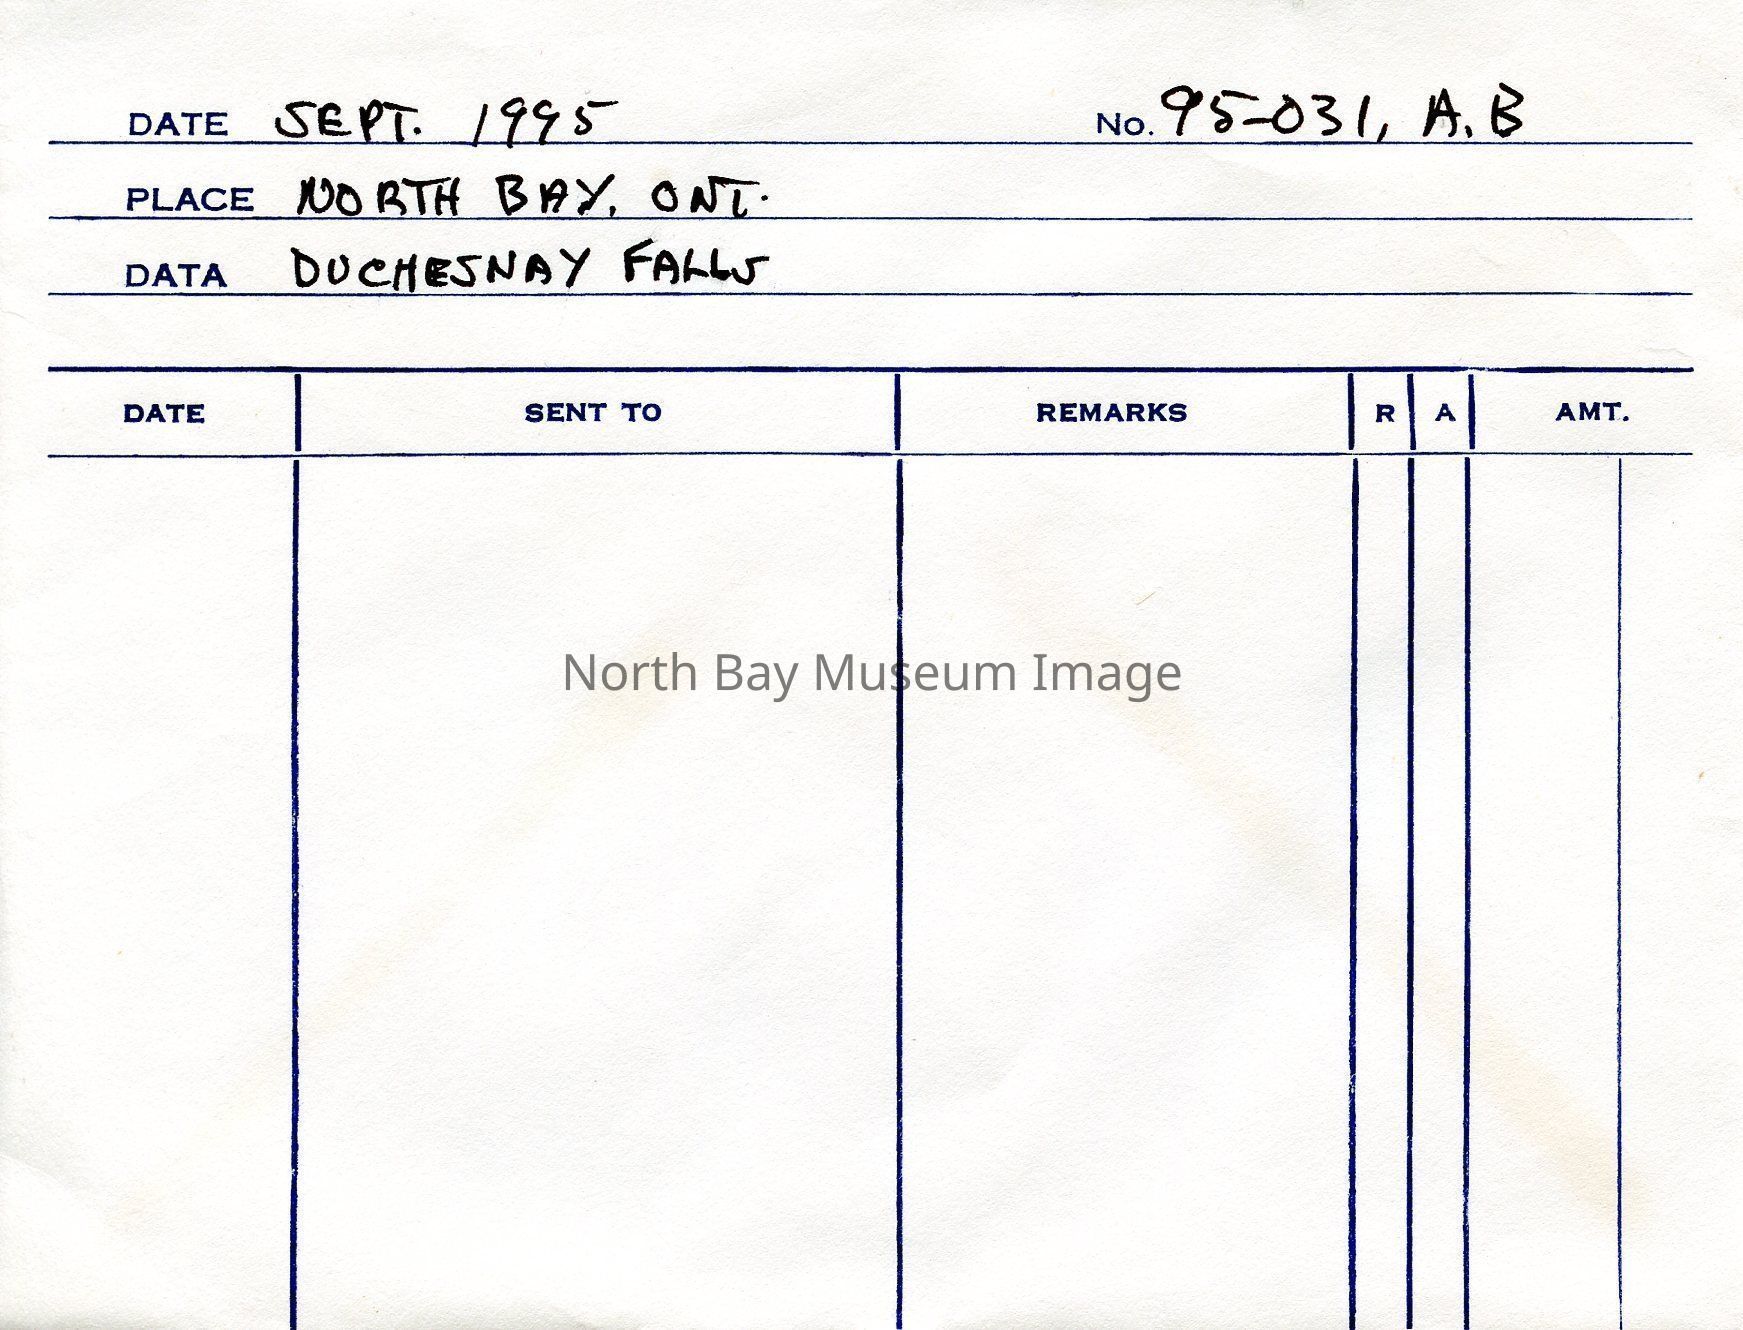 DATE SEPT. 1995 No. 95-031, A.B
PLACE NORTH BAY, ONT.
DATA DUCHESNAY FALLS
DATE SENT TO REMARKS R A AMT.
North Bay Museum Image